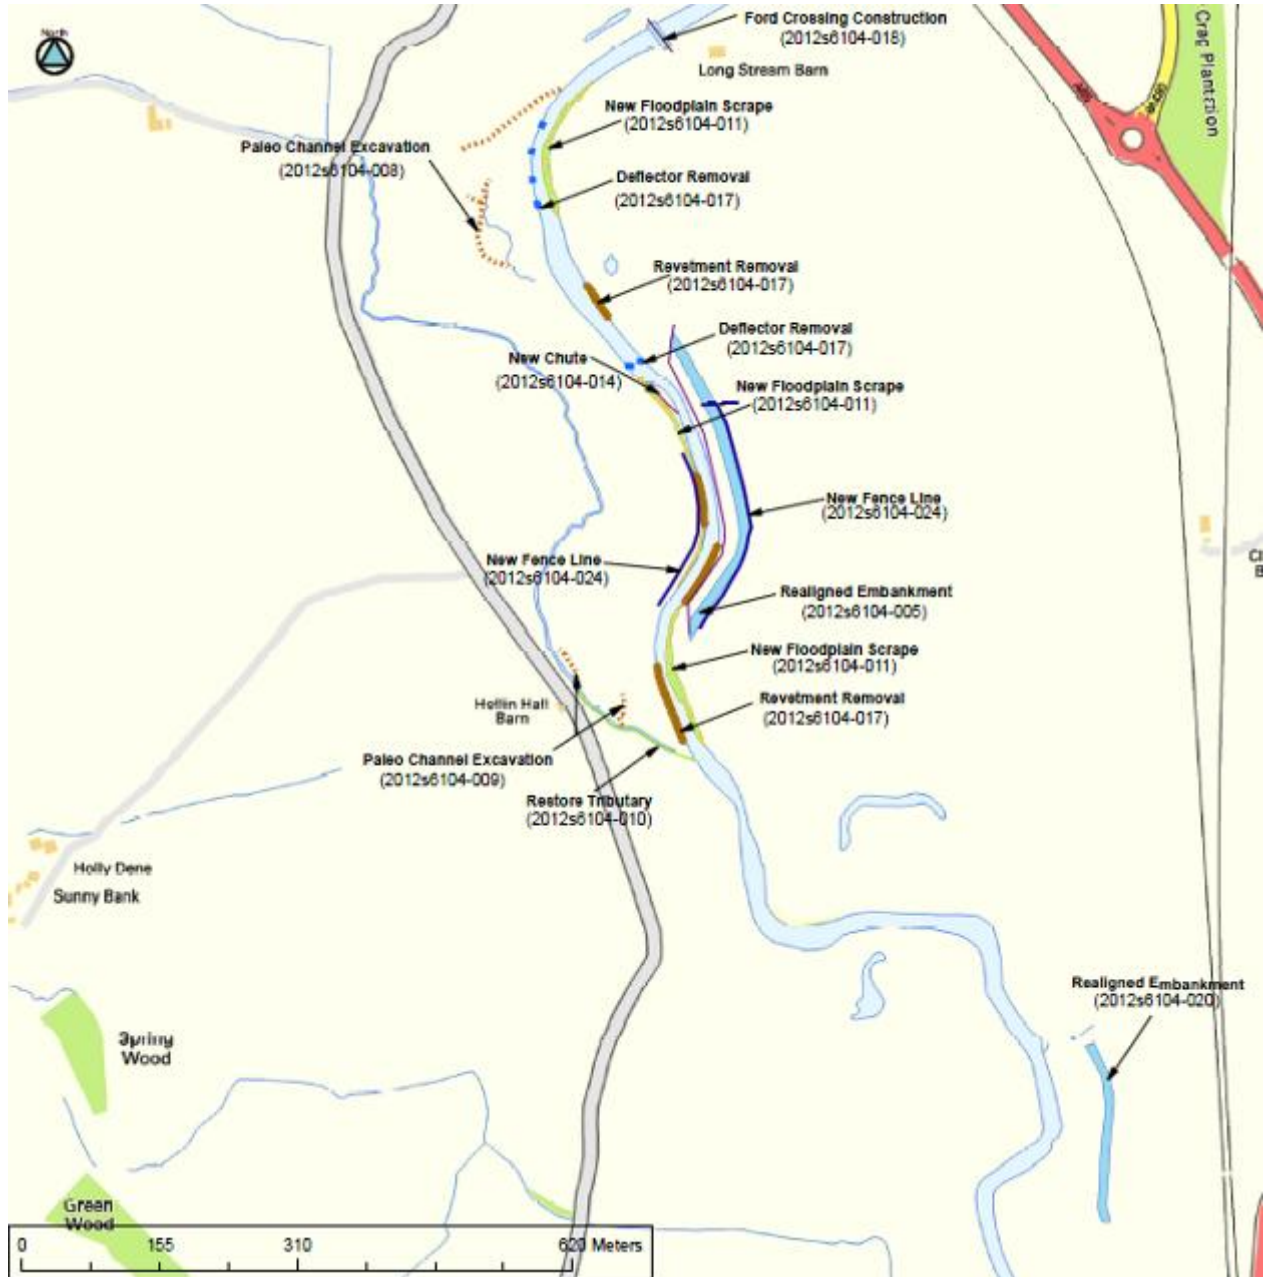 North
Ford Crossing Construction
(2012s6104-018)
Long Stream Barn
Crag Plantation
New Floodplain Scrape
(2012s6104-011)
Paleo Channel Excavation
(2012s6104-008)
Deflector Removal
(2012s6104-017)
Revetment Removal
(2012s6104-017)
Deflector Removal
(2012s6104-017)
New Chute
(2012s6104-014)
New Floodplain Scrape
(2012s6104-011)
New Fence Line
(2012s6104-024)
New Fence Line
(2012s6104-024)
Realigned Embankment
(2012s6104-005)
New Floodplain Scrape
(2012s6104-011)
Revetment Removal
(2012s6104-017)
Hollin Hall
Barn
Paleo Channel Excavation
(2012s6104-009)
Restore Tributary
(2012s6104-010)
Holly Dene
Sunny Bank
Realigned Embankment
(2012s6104-020)
Spring
Wood
Green
Wood
0 155 310 620 Meters